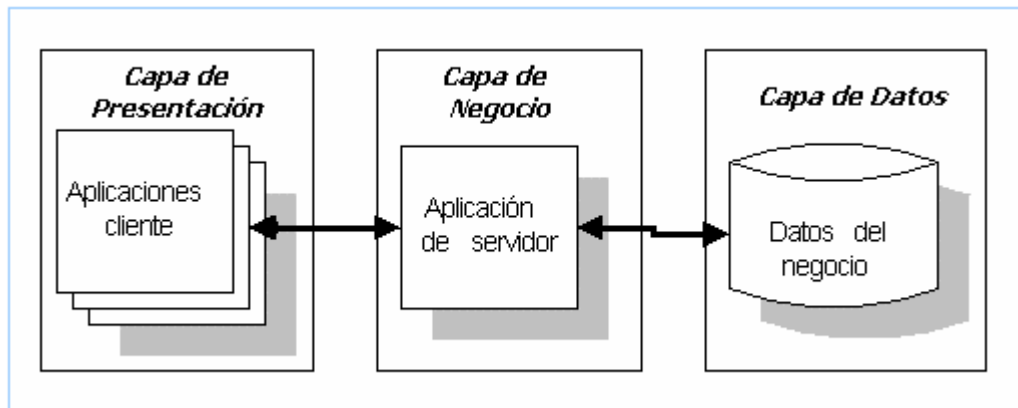 Capa de
Presentación
Aplicaciones
cliente
Capa de
Negocio
Aplicación
de servidor
Capa de Datos
Datos del
negocio